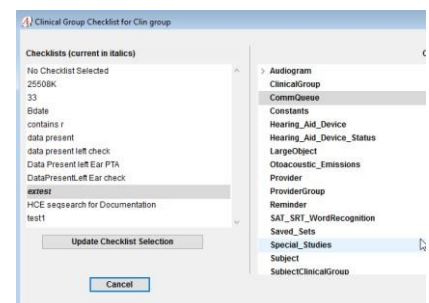 Clinical Group Checklist for Clin group
Checklists (current in italics)
No Checklist Selected
25508K
33
Bdate
contains r
data present
data present left check
Data Present left Ear PTA
DataPresentLeft Ear check
extest
HCE seqsearch for Documentation
test1
Update Checklist Selection
Cancel
Audiogram
ClinicalGroup
CommQueue
Constants
Hearing_Aid_Device
Hearing_Aid_Device_Status
LargeObject
Otoacoustic_Emissions
Provider
ProviderGroup
Reminder
SAT_SRT_WordRecognition
Saved_Sets
Special_Studies
Subject
SubjectClinicalGroup